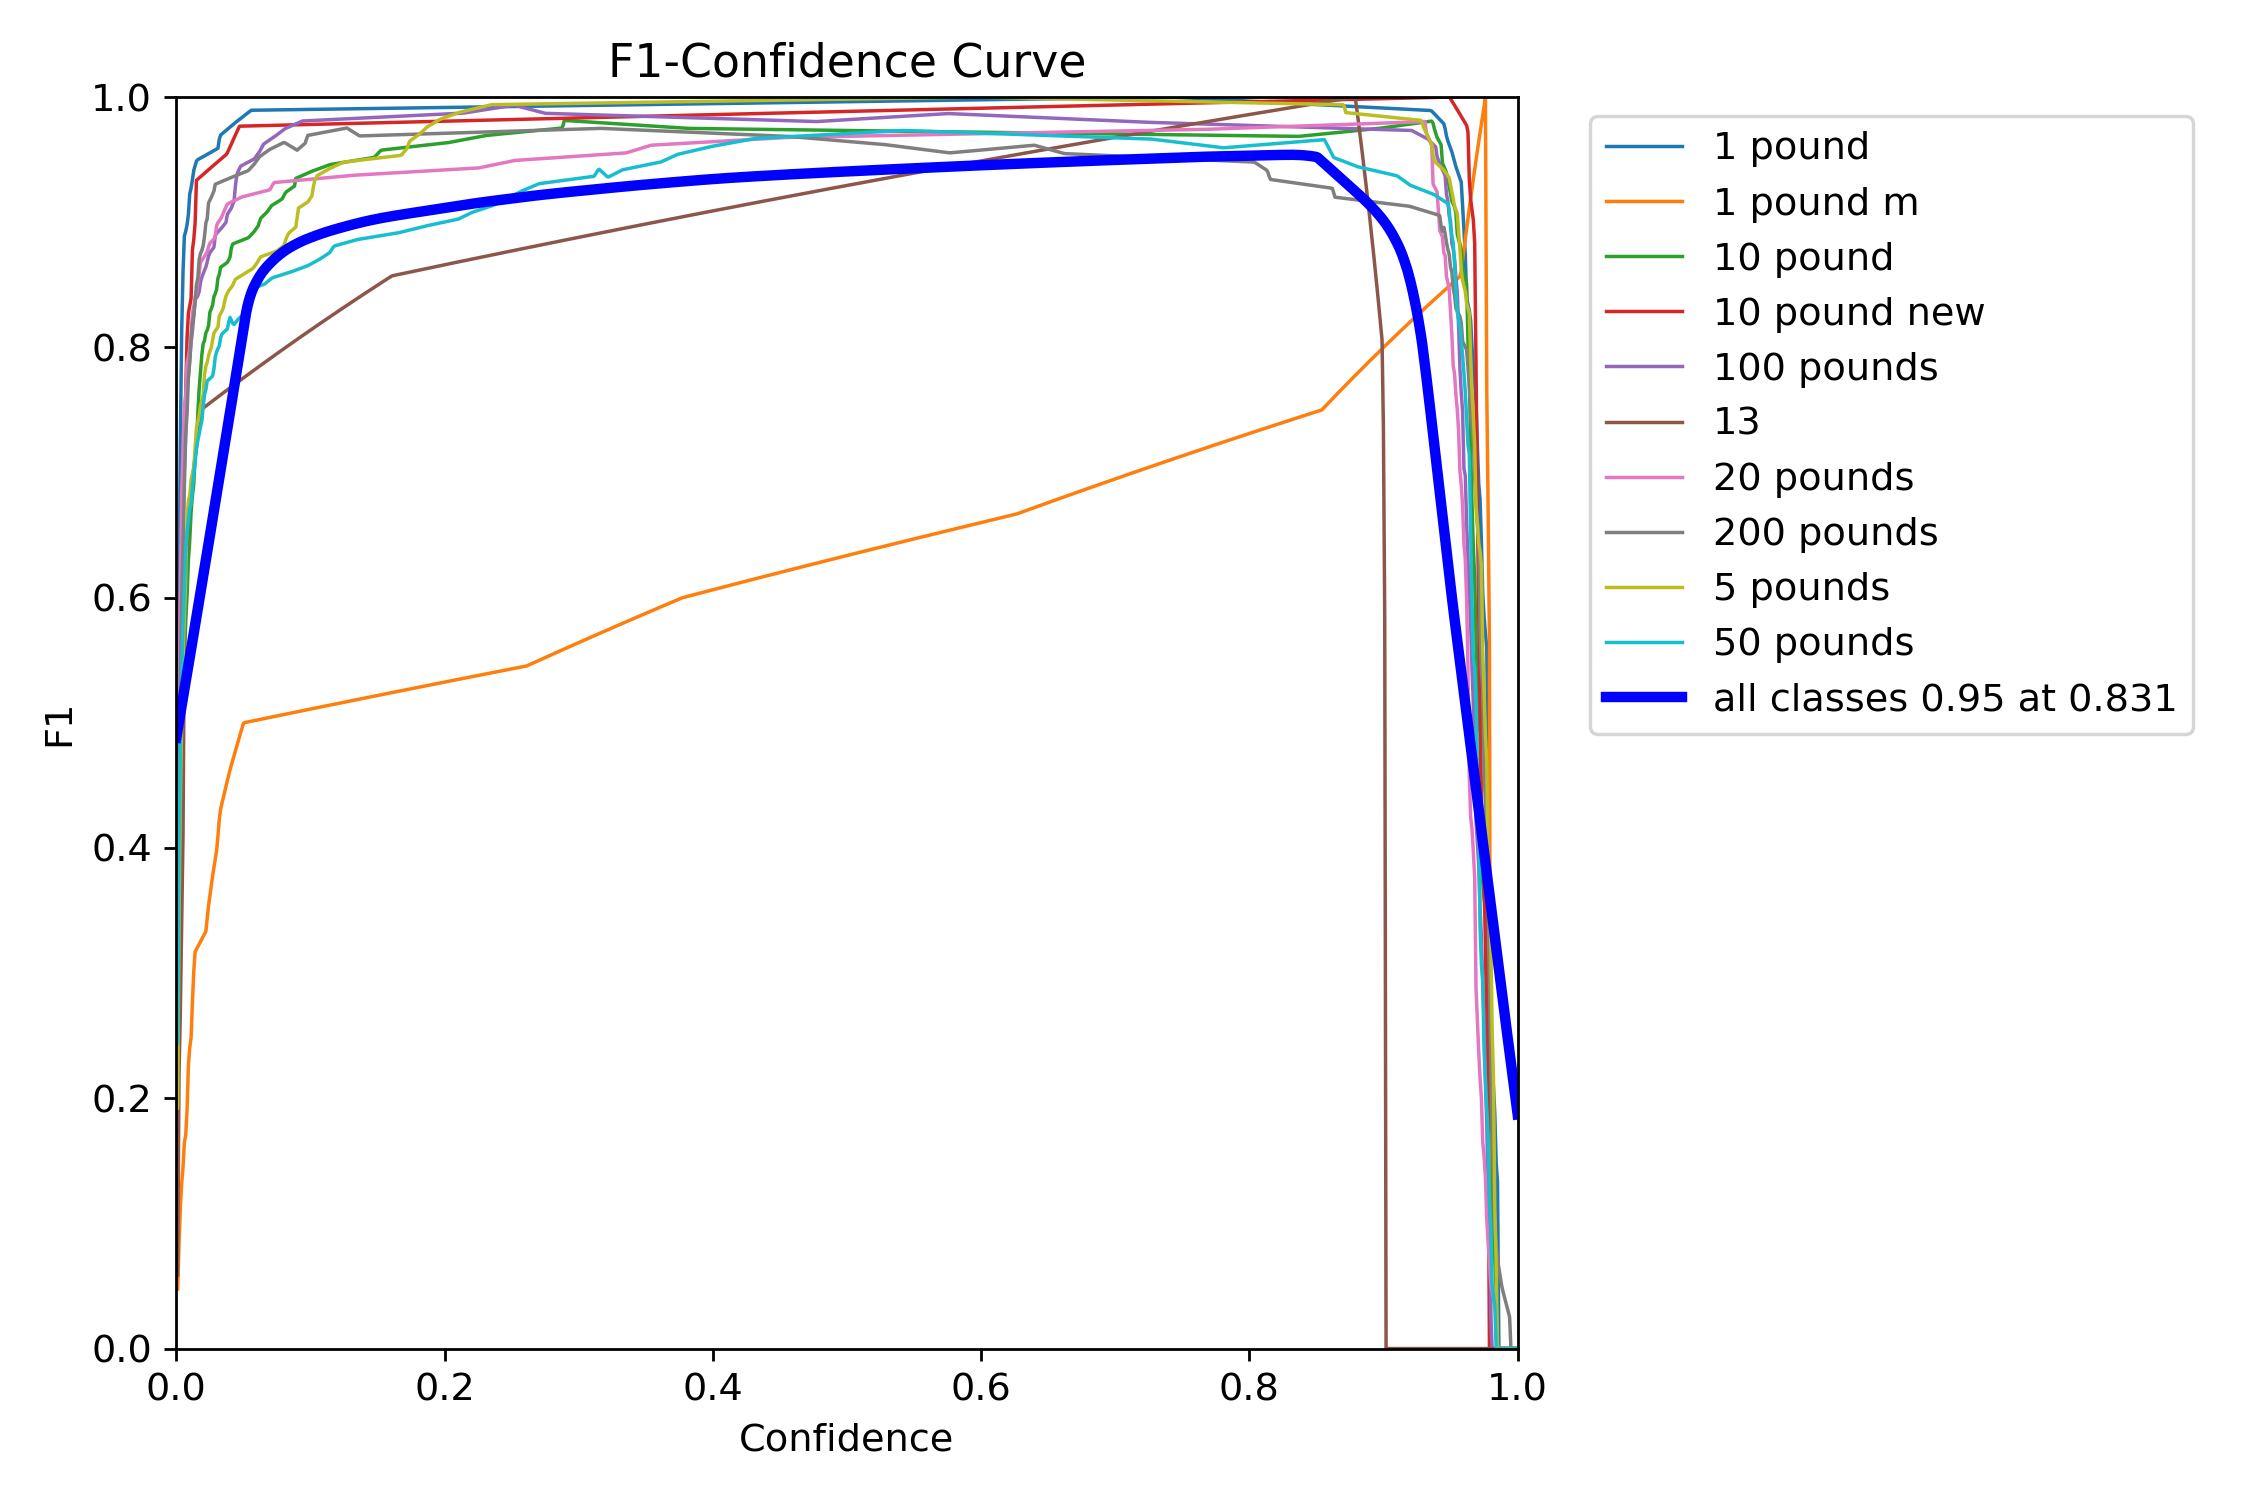 F1-Confidence Curve
1.0
0.8
0.6
0.4
0.2
0.0
F1
0.0 0.2 0.4 0.6 0.8 1.0
Confidence
1 pound
1 pound m
10 pound
10 pound new
100 pounds
13
20 pounds
200 pounds
5 pounds
50 pounds
all classes 0.95 at 0.831